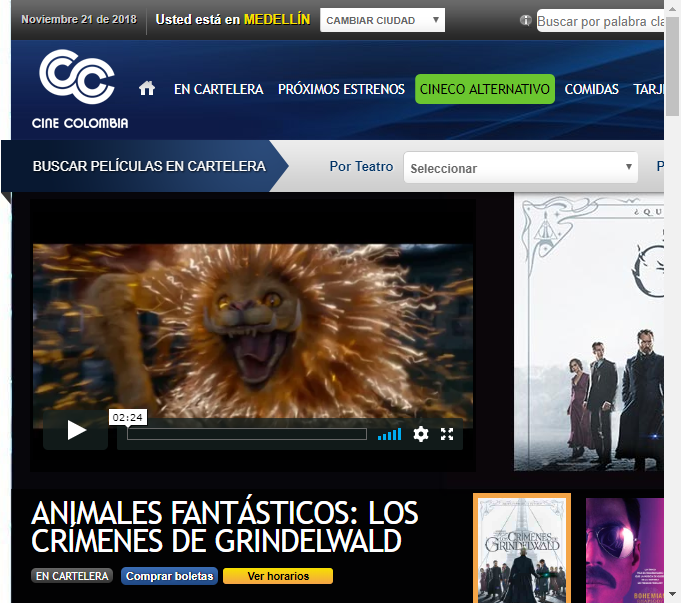 Noviembre 21 de 2018
Usted está en MEDELLÍN
CAMBIAR CIUDAD
Buscar por palabra cla
CINE COLOMBIA
EN CARTELERA
PRÓXIMOS ESTRENOS
CINECO ALTERNATIVO
COMIDAS
TARJ
BUSCAR PELÍCULAS EN CARTELERA
Por Teatro
Seleccionar
P
¿QU
02:24
ANIMALES FANTÁSTICOS: LOS
CRÍMENES DE GRINDELWALD
EN CARTELERA
Comprar boletas
Ver horarios
LOS
CRÍMENES DE
GRINDELWALD
BOHEMIAN